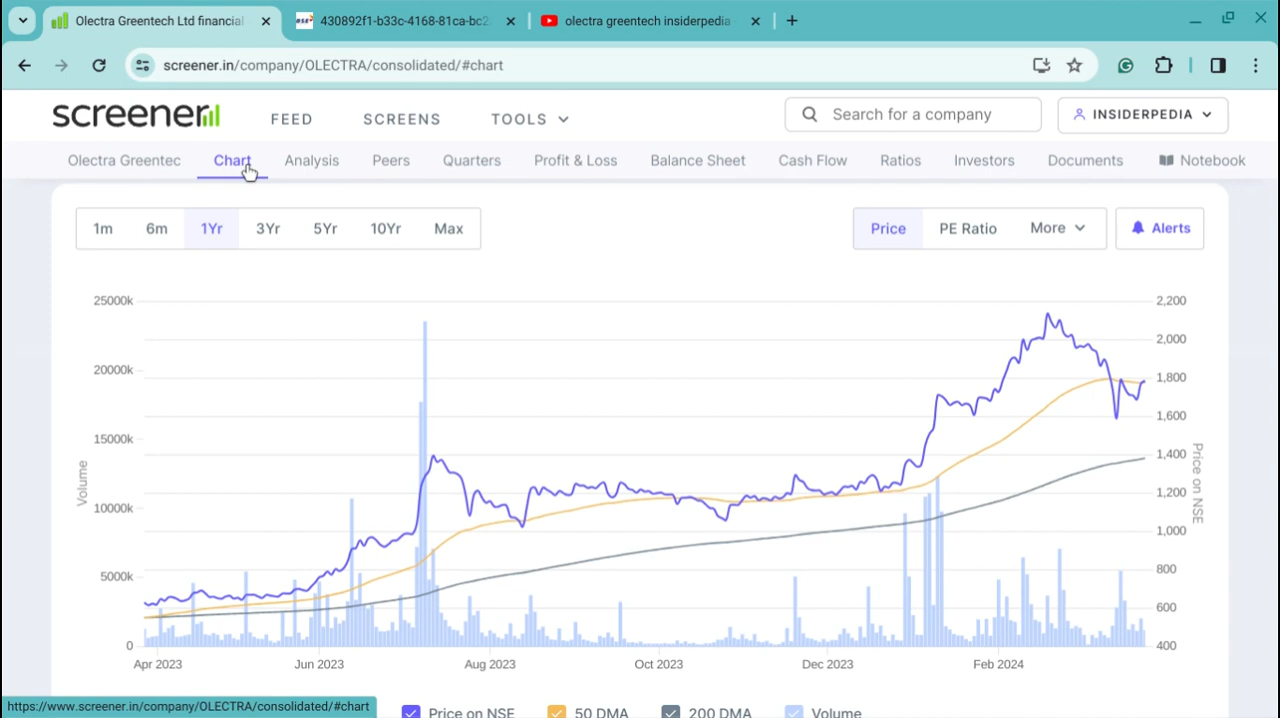 Olectra Greentech Ltd financial
430892f1-b33c-4168-81ca-bc2
olectra greentech insiderpedia
screener.in/company/OLECTRA/consolidated/#chart
screener FEED SCREENS TOOLS Search for a company INSIDERPEDIA
Olectra Greentec Chart Analysis Peers Quarters Profit & Loss Balance Sheet Cash Flow Ratios Investors Documents Notebook
1m 6m 1Yr 3Yr 5Yr 10Yr Max Price PE Ratio More Alerts
25000k 2,200
2,000
20000k 1,800
1,600
15000k 1,400
Volume
Price on NSE
1,200
10000k 1,000
5000k 800
600
0 400
Apr 2023 Jun 2023 Aug 2023 Oct 2023 Dec 2023 Feb 2024
https://www.screener.in/company/OLECTRA/consolidated/#chart
Price on NSE 50 DMA 200 DMA Volume